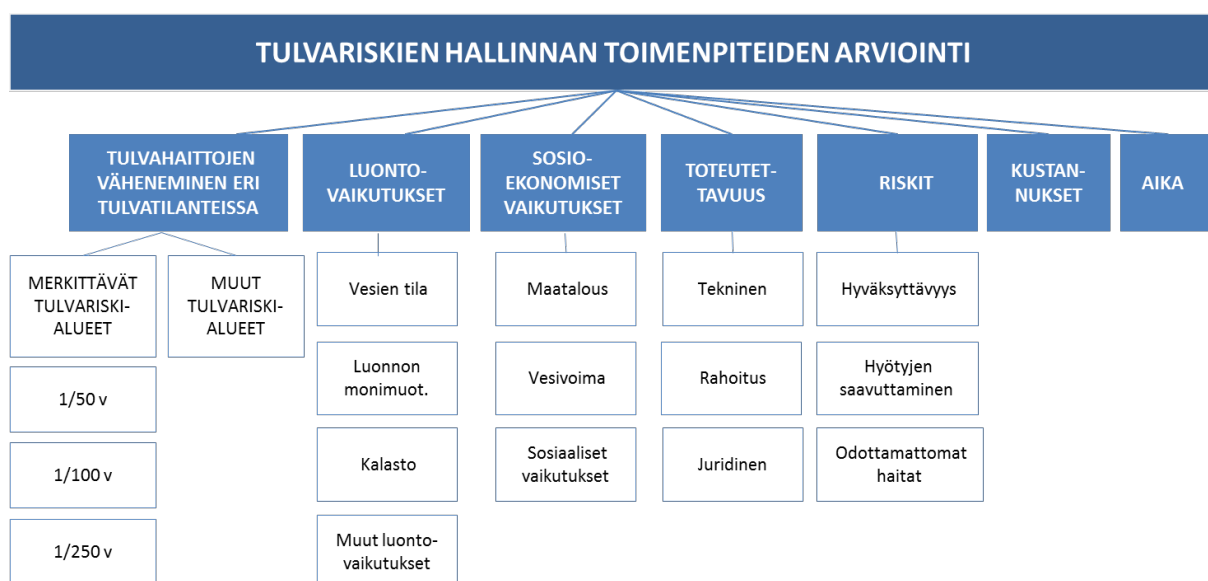 TULVARISKIEN HALLINNAN TOIMENPITEIDEN ARVIOINTI
TULVAHAITTOJEN
VÄHENEMINEN ERI
TULVATILANTEISSA
LUONTO-
VAIKUTUKSET
SOSIO-
EKONOMISET
VAIKUTUKSET
TOTEUTET-
TAVUUS
RISKIT
KUSTAN-
NUKSET
AIKA
MERKITTÄVÄT
TULVARISKI-
ALUEET
MUUT
TULVARISKI-
ALUEET
1/50 v
1/100 v
1/250 v
Vesien tila
Luonnon
monimuot.
Kalasto
Muut luonto-
vaikutukset
Maatalous
Vesivoima
Sosiaaliset
vaikutukset
Tekninen
Rahoitus
Juridinen
Hyväksyttävyys
Hyötyjen
saavuttaminen
Odottamattomat
haitat